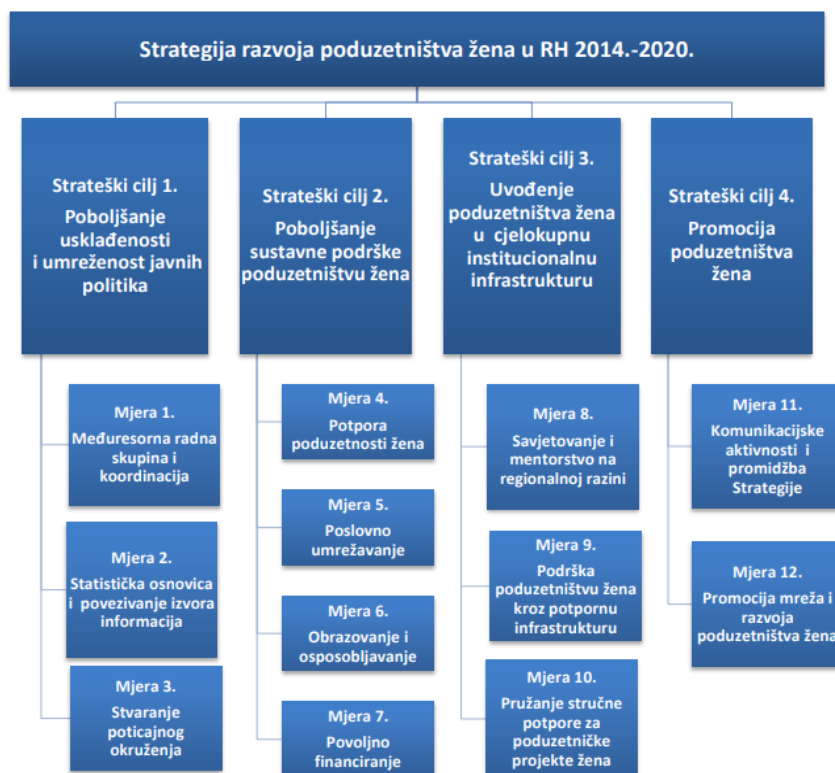 Strategija razvoja poduzetništva žena u RH 2014.-2020.
Strateški cilj 1.
Poboljšanje
usklađenosti
i umreženost javnih
politika
Mjera 1.
Međuresorna radna
skupina i
koordinacija
Mjera 2.
Statistička osnovica
i povezivanje izvora
informacija
Mjera 3.
Stvaranje
poticajnog
okruženja
Strateški cilj 2.
Poboljšanje
sustavne podrške
poduzetništvu žena
Mjera 4.
Potpora
poduzetnosti žena
Mjera 5.
Poslovno
umrežavanje
Mjera 6.
Obrazovanje i
osposobljavanje
Mjera 7.
Povoljno
financiranje
Strateški cilj 3.
Uvođenje
poduzetništva žena
u cjelokupnu
institucionalnu
infrastrukturu
Mjera 8.
Savjetovanje i
mentorstvo na
regionalnoj razini
Mjera 9.
Podrška
poduzetništvu žena
kroz potpornu
infrastrukturu
Mjera 10.
Pružanje stručne
potpore za
poduzetničke
projekte žena
Strateški cilj 4.
Promocija
poduzetništva
žena
Mjera 11.
Komunikacijske
aktivnosti i
promidžba
Strategije
Mjera 12.
Promocija mreža i
razvoja
poduzetništva žena